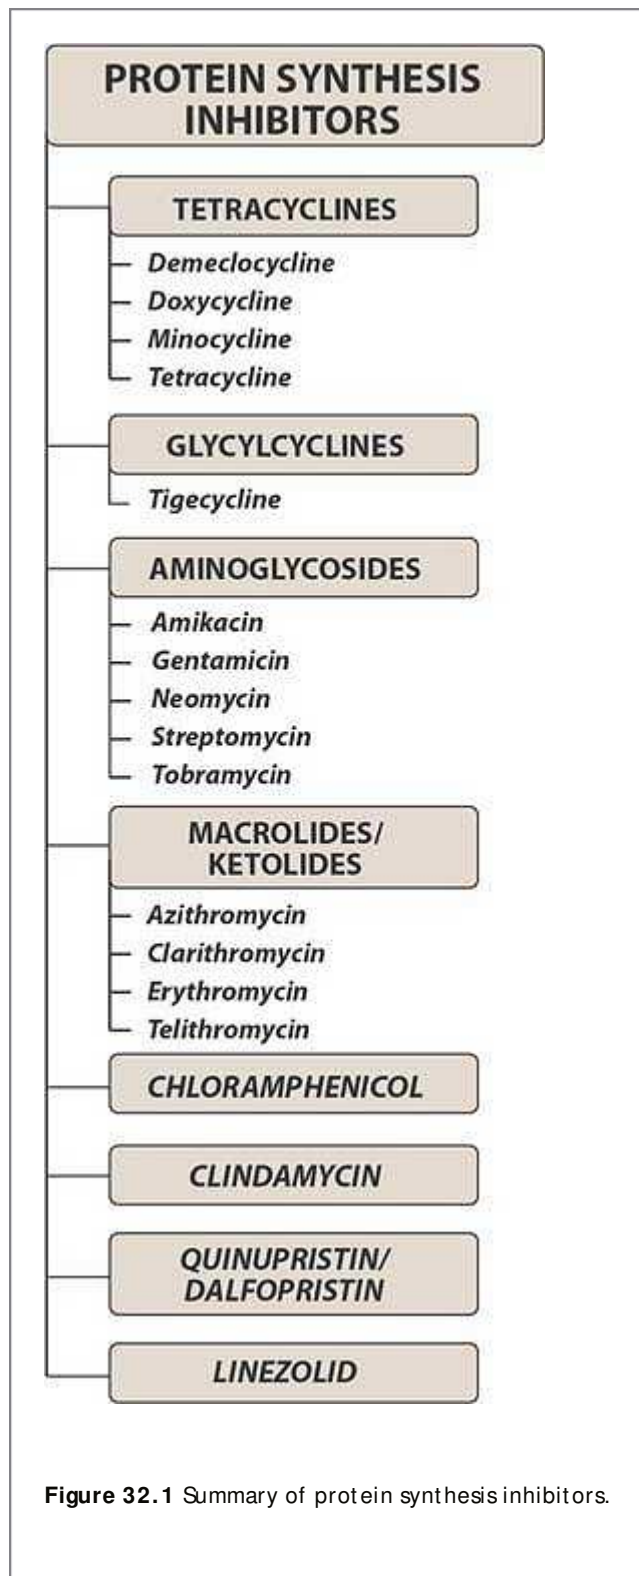 PROTEIN SYNTHESIS
INHIBITORS
TETRACYCLINES
Demeclocycline
Doxycycline
Minocycline
Tetracycline
GLYCYLCYCLINES
Tigecycline
AMINOGLYCOSIDES
Amikacin
Gentamicin
Neomycin
Streptomycin
Tobramycin
MACROLIDES/
KETOLIDES
Azithromycin
Clarithromycin
Erythromycin
Telithromycin
CHLORAMPHENICOL
CLINDAMYCIN
QUINUPRISTIN/
DALFOPRISTIN
LINEZOLID
Figure 32.1 Summary of protein synthesis inhibitors.